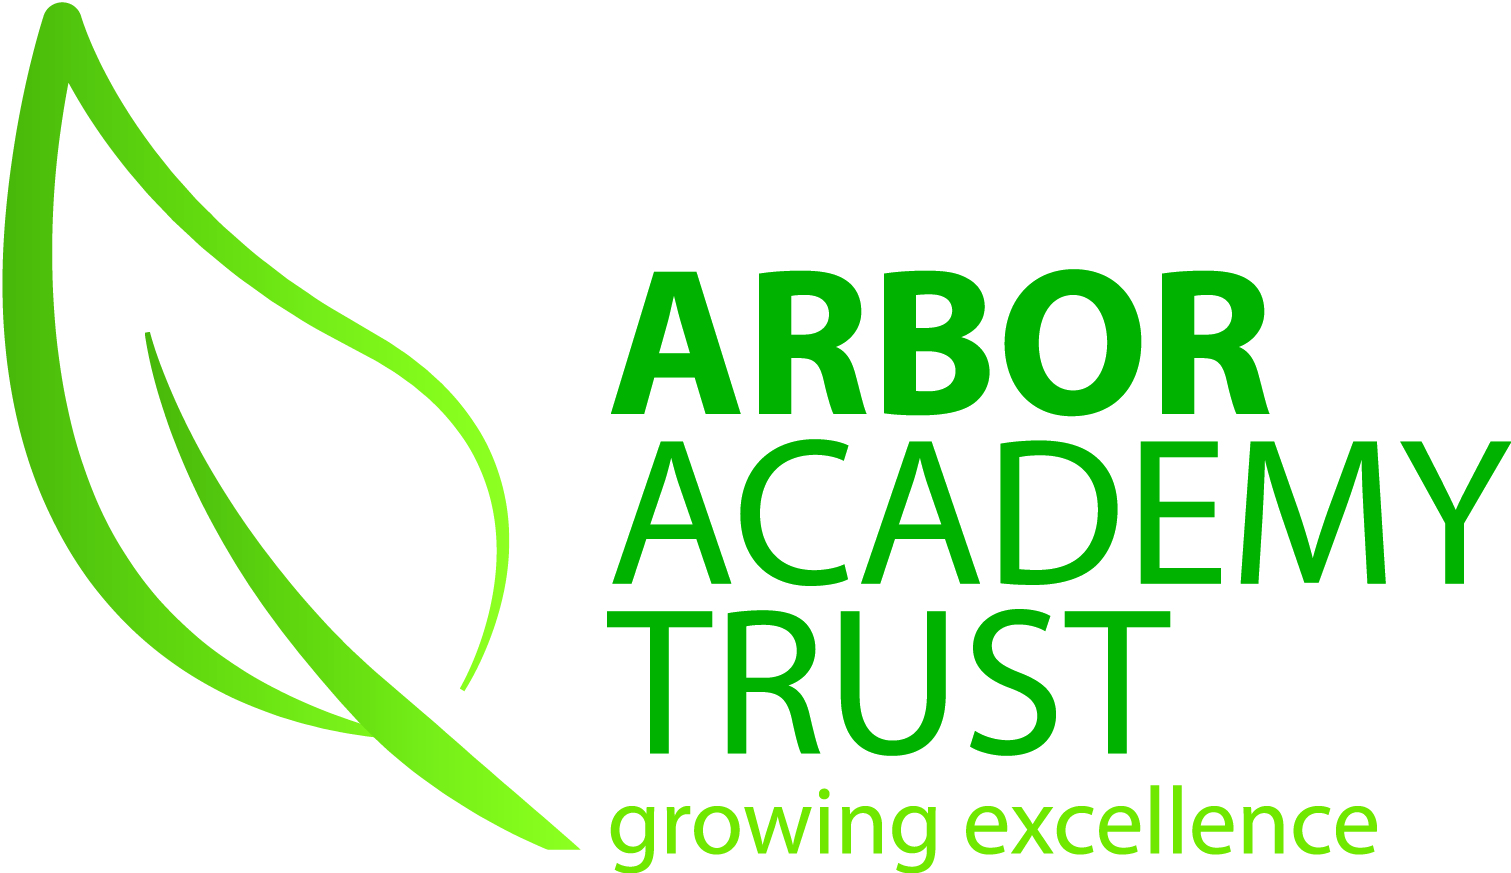 ARBOR
ACADEMY
TRUST
growing excellence